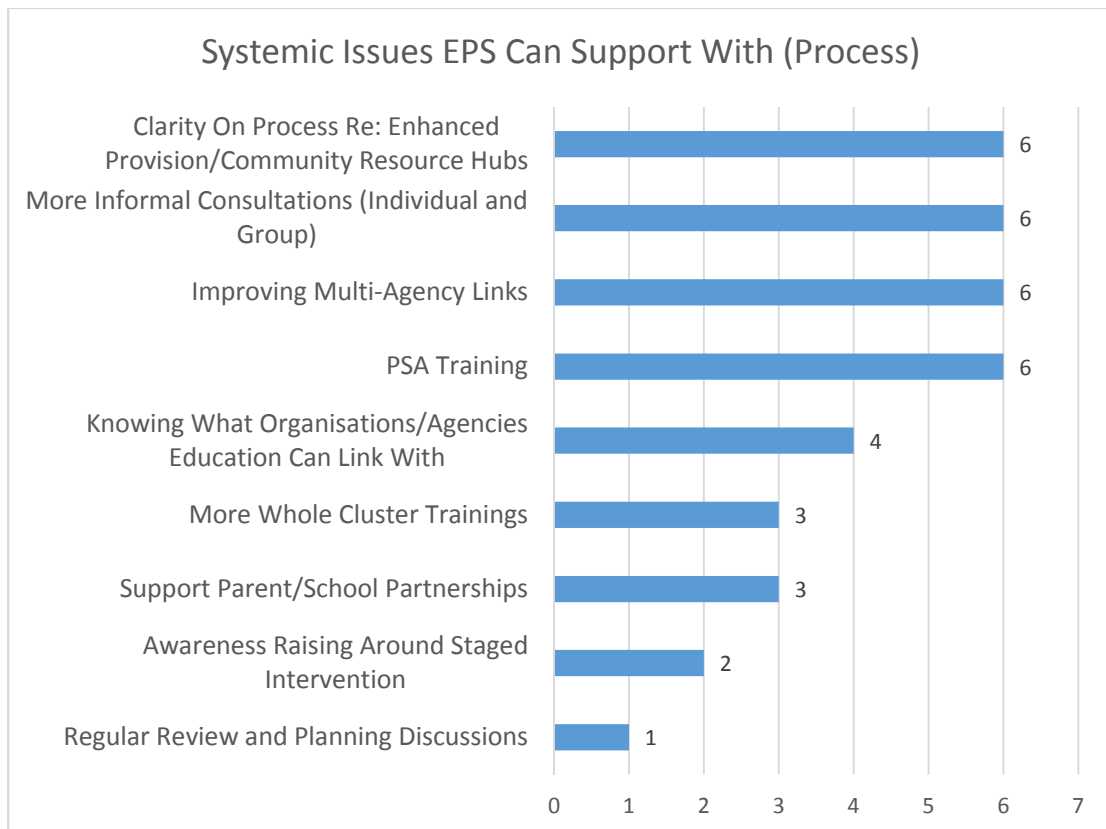 Systemic Issues EPS Can Support With (Process)
Clarity On Process Re: Enhanced
Provision/Community Resource Hubs
6
More Informal Consultations (Individual and
Group)
6
Improving Multi-Agency Links
6
PSA Training
6
Knowing What Organisations/Agencies
Education Can Link With
4
More Whole Cluster Trainings
3
Support Parent/School Partnerships
3
Awareness Raising Around Staged
Intervention
2
Regular Review and Planning Discussions
1
0 1 2 3 4 5 6 7